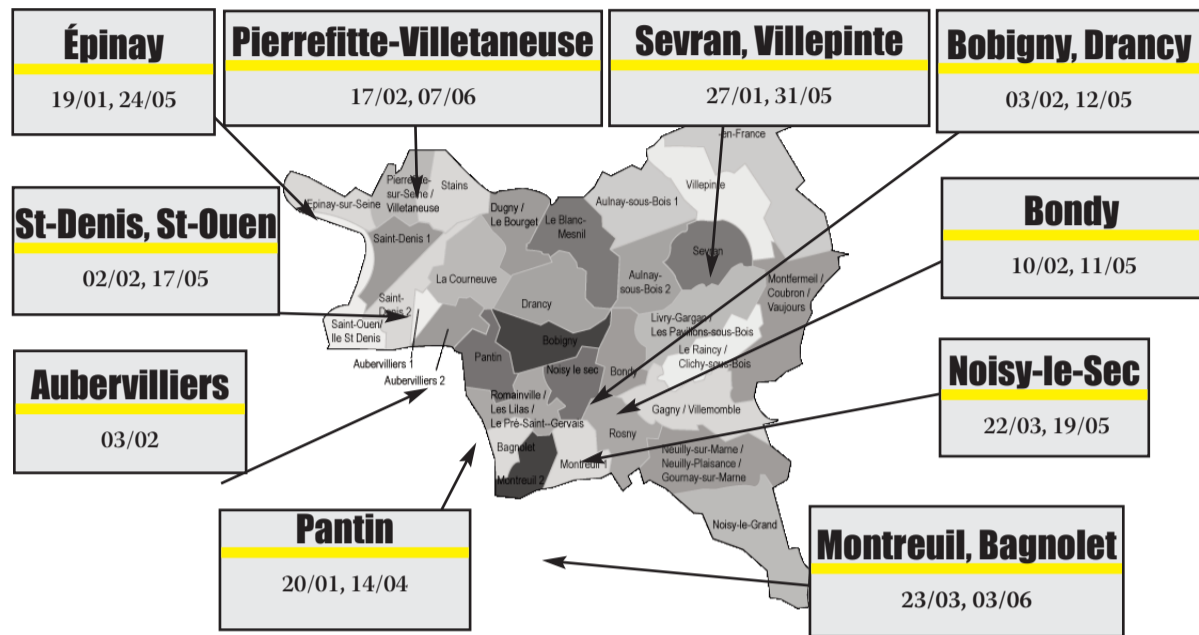 Épinay
19/01, 24/05
Pierrefitte-Villetaneuse
17/02, 07/06
Sevran, Villepinte
27/01, 31/05
Bobigny, Drancy
03/02, 12/05
St-Denis, St-Ouen
02/02, 17/05
Bondy
10/02, 11/05
Aubervilliers
03/02
Noisy-le-Sec
22/03, 19/05
Pantin
20/01, 14/04
Montreuil, Bagnolet
23/03, 03/06
-en-France
Villepinte
Stains
sur-Seine /
Villetaneuse
Epinay-sur-Seine
Aulnay-sous-Bois 1
Dugny /
Le Bourget
Le Blanc-
Mesnil
Saint-Denis 1
Sevran
La Courneuve
Aulnay-
sous-Bois 2
Montfermeil /
Coubron /
Vaujours
Drancy
Saint-
Denis 2
Saint-Ouen/
Ile St Denis
Livry-Gargan /
Les Pavillons-sous-Bois
Bobigny
Le Raincy /
Clichy-sous-Bois
Aubervilliers 1
Aubervilliers 2
Pantin
Noisy le sec
Bondy
Romainville /
Les Lilas /
Le Pré-Saint--Gervais
Gagny / Villemomble
Rosny
Bagnolet
Montreuil 1
Montreuil 2
Neuilly-sur-Marne /
Neuilly-Plaisance /
Gournay-sur-Marne
Noisy-le-Grand